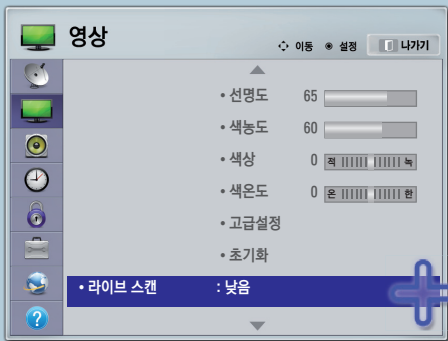 영상
이동 설정 나가기
• 선명도 65
• 색농도 60
• 색상 0 적 녹
• 색온도 0 온 한
• 고급설정
• 초기화
• 라이브 스캔 : 낮음
?